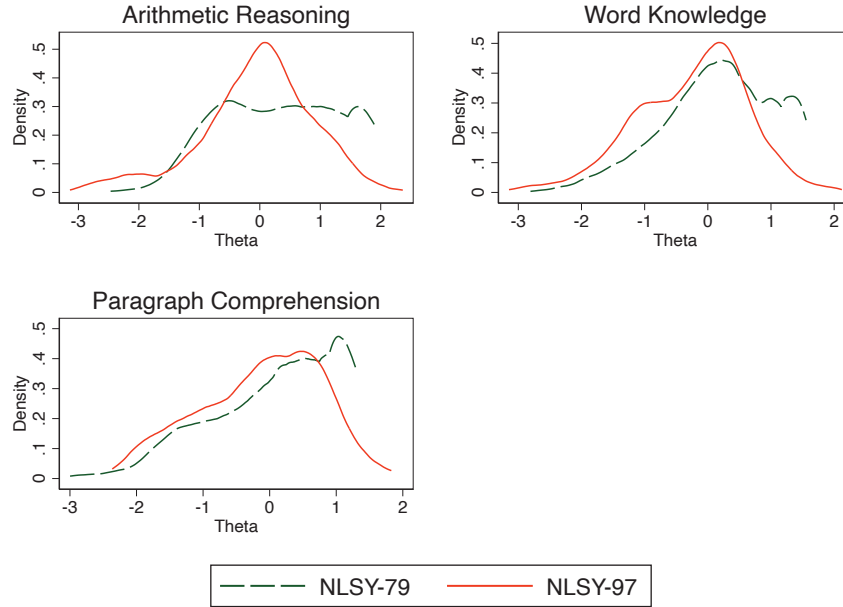 Arithmetic Reasoning
Density
0 .1 .2 .3 .4 .5
-3 -2 -1 0 1 2
Theta
Word Knowledge
Density
0 .1 .2 .3 .4 .5
-3 -2 -1 0 1 2
Theta
Paragraph Comprehension
Density
0 .1 .2 .3 .4 .5
-3 -2 -1 0 1 2
Theta
NLSY-79 NLSY-97